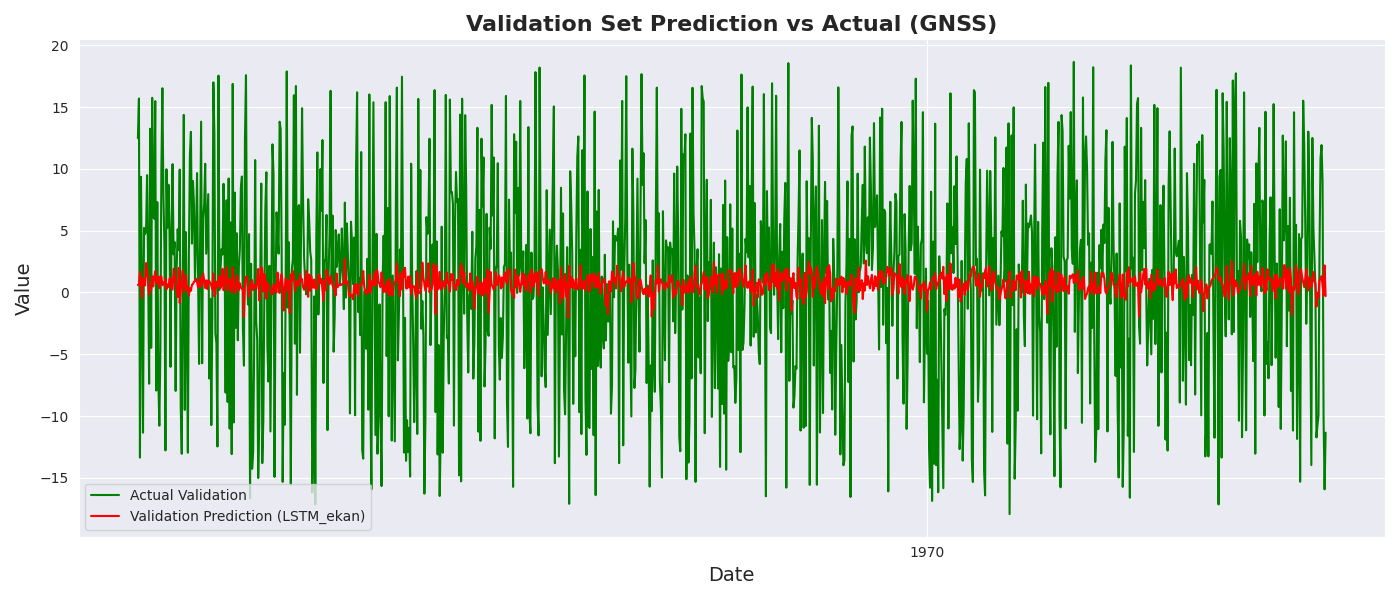 Validation Set Prediction vs Actual (GNSS)
Value
20
15
10
5
0
−5
−10
−15
Actual Validation
Validation Prediction (LSTM_ekan)
1970
Date